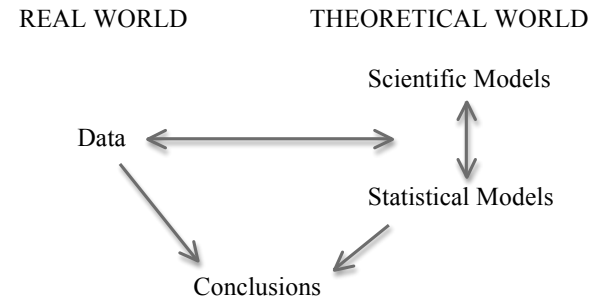 REAL WORLD
THEORETICAL WORLD
Scientific Models
Data
Statistical Models
Conclusions